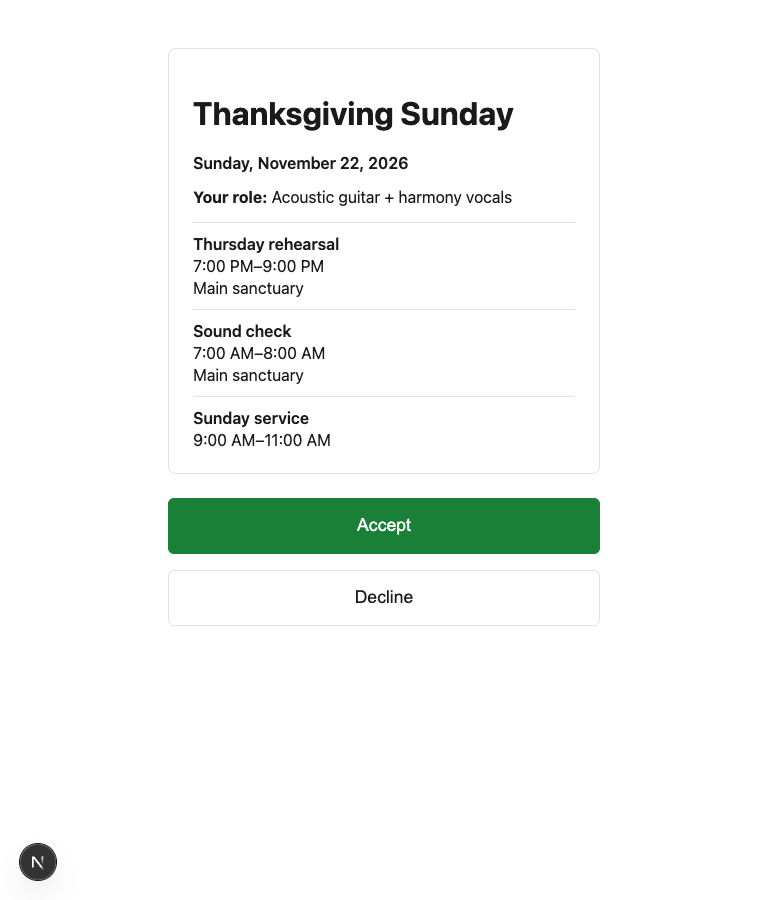 Thanksgiving Sunday
Sunday, November 22, 2026
Your role: Acoustic guitar + harmony vocals
Thursday rehearsal
7:00 PM–9:00 PM
Main sanctuary
Sound check
7:00 AM–8:00 AM
Main sanctuary
Sunday service
9:00 AM–11:00 AM
Accept
Decline
N